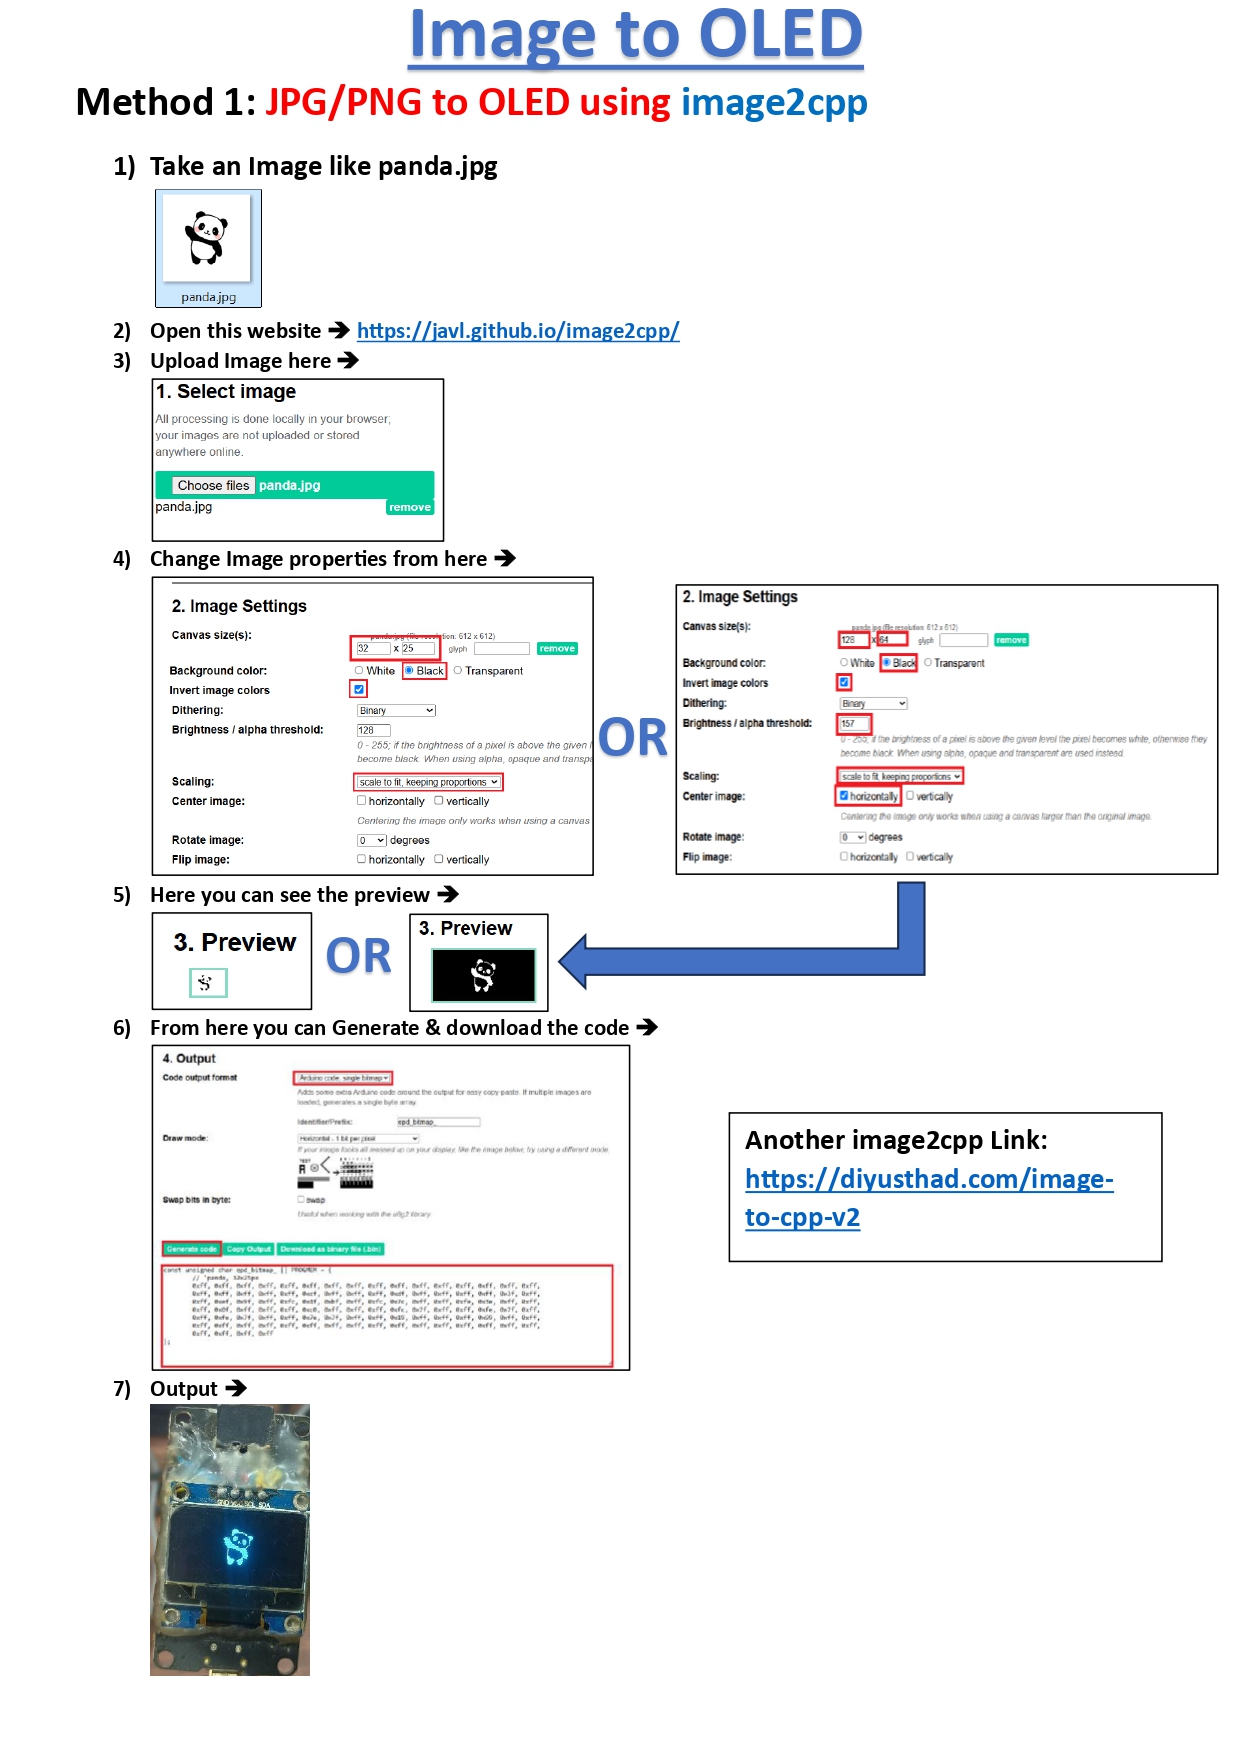 Image to OLED
Method 1: JPG/PNG to OLED using image2cpp
1) Take an Image like panda.jpg
panda.jpg
2) Open this website ➔ https://javl.github.io/image2cpp/
3) Upload Image here ➔
1. Select image
All processing is done locally in your browser;
your images are not uploaded or stored
anywhere online.
Choose files panda.jpg
panda.jpg remove
4) Change Image properties from here ➔
2. Image Settings
Canvas size(s):
panda.jpg (file resolution: 612 x 612)
32 x 25 glyph remove
Background color: White Black Transparent
Invert image colors
Dithering: Binary
Brightness / alpha threshold: 128
0 - 255; if the brightness of a pixel is above the given
become black. When using alpha, opaque and transp
Scaling: scale to fit, keeping proportions
Center image: horizontally vertically
Centering the image only works when using a canvas
Rotate image: 0 degrees
Flip image: horizontally vertically
OR
2. Image Settings
Canvas size(s):
panda.jpg (file resolution: 612 x 612)
128 x 64 glyph remove
Background color: White Black Transparent
Invert image colors
Dithering: Binary
Brightness / alpha threshold: 157
0 - 255; if the brightness of a pixel is above the given level the pixel becomes white, otherwise they
become black. When using alpha, opaque and transparent are used instead.
Scaling: scale to fit, keeping proportions
Center image: horizontally vertically
Centering the image only works when using a canvas larger than the original image.
Rotate image: 0 degrees
Flip image: horizontally vertically
5) Here you can see the preview ➔
3. Preview
OR
3. Preview
6) From here you can Generate & download the code ➔
4. Output
Code output format Arduino code, single bitmap
Adds some extra Arduino code around the output for easy copy-paste. If multiple images are
loaded, generates a single byte array.
Identifier/Prefix: epd_bitmap_
Draw mode: Horizontal - 1 bit per pixel
If your image looks all messed up on your display, like the image below, try using a different mode.
Swap bits in byte: swap
Useful when working with the u8g2 library.
Generate code Copy Output Download as binary file (.bin)
const unsigned char epd_bitmap_ [] PROGMEM = {
// 'panda, 32x25px
};
Another image2cpp Link:
https://diyusthad.com/image-
to-cpp-v2
7) Output ➔
GND VCC SCL SDA